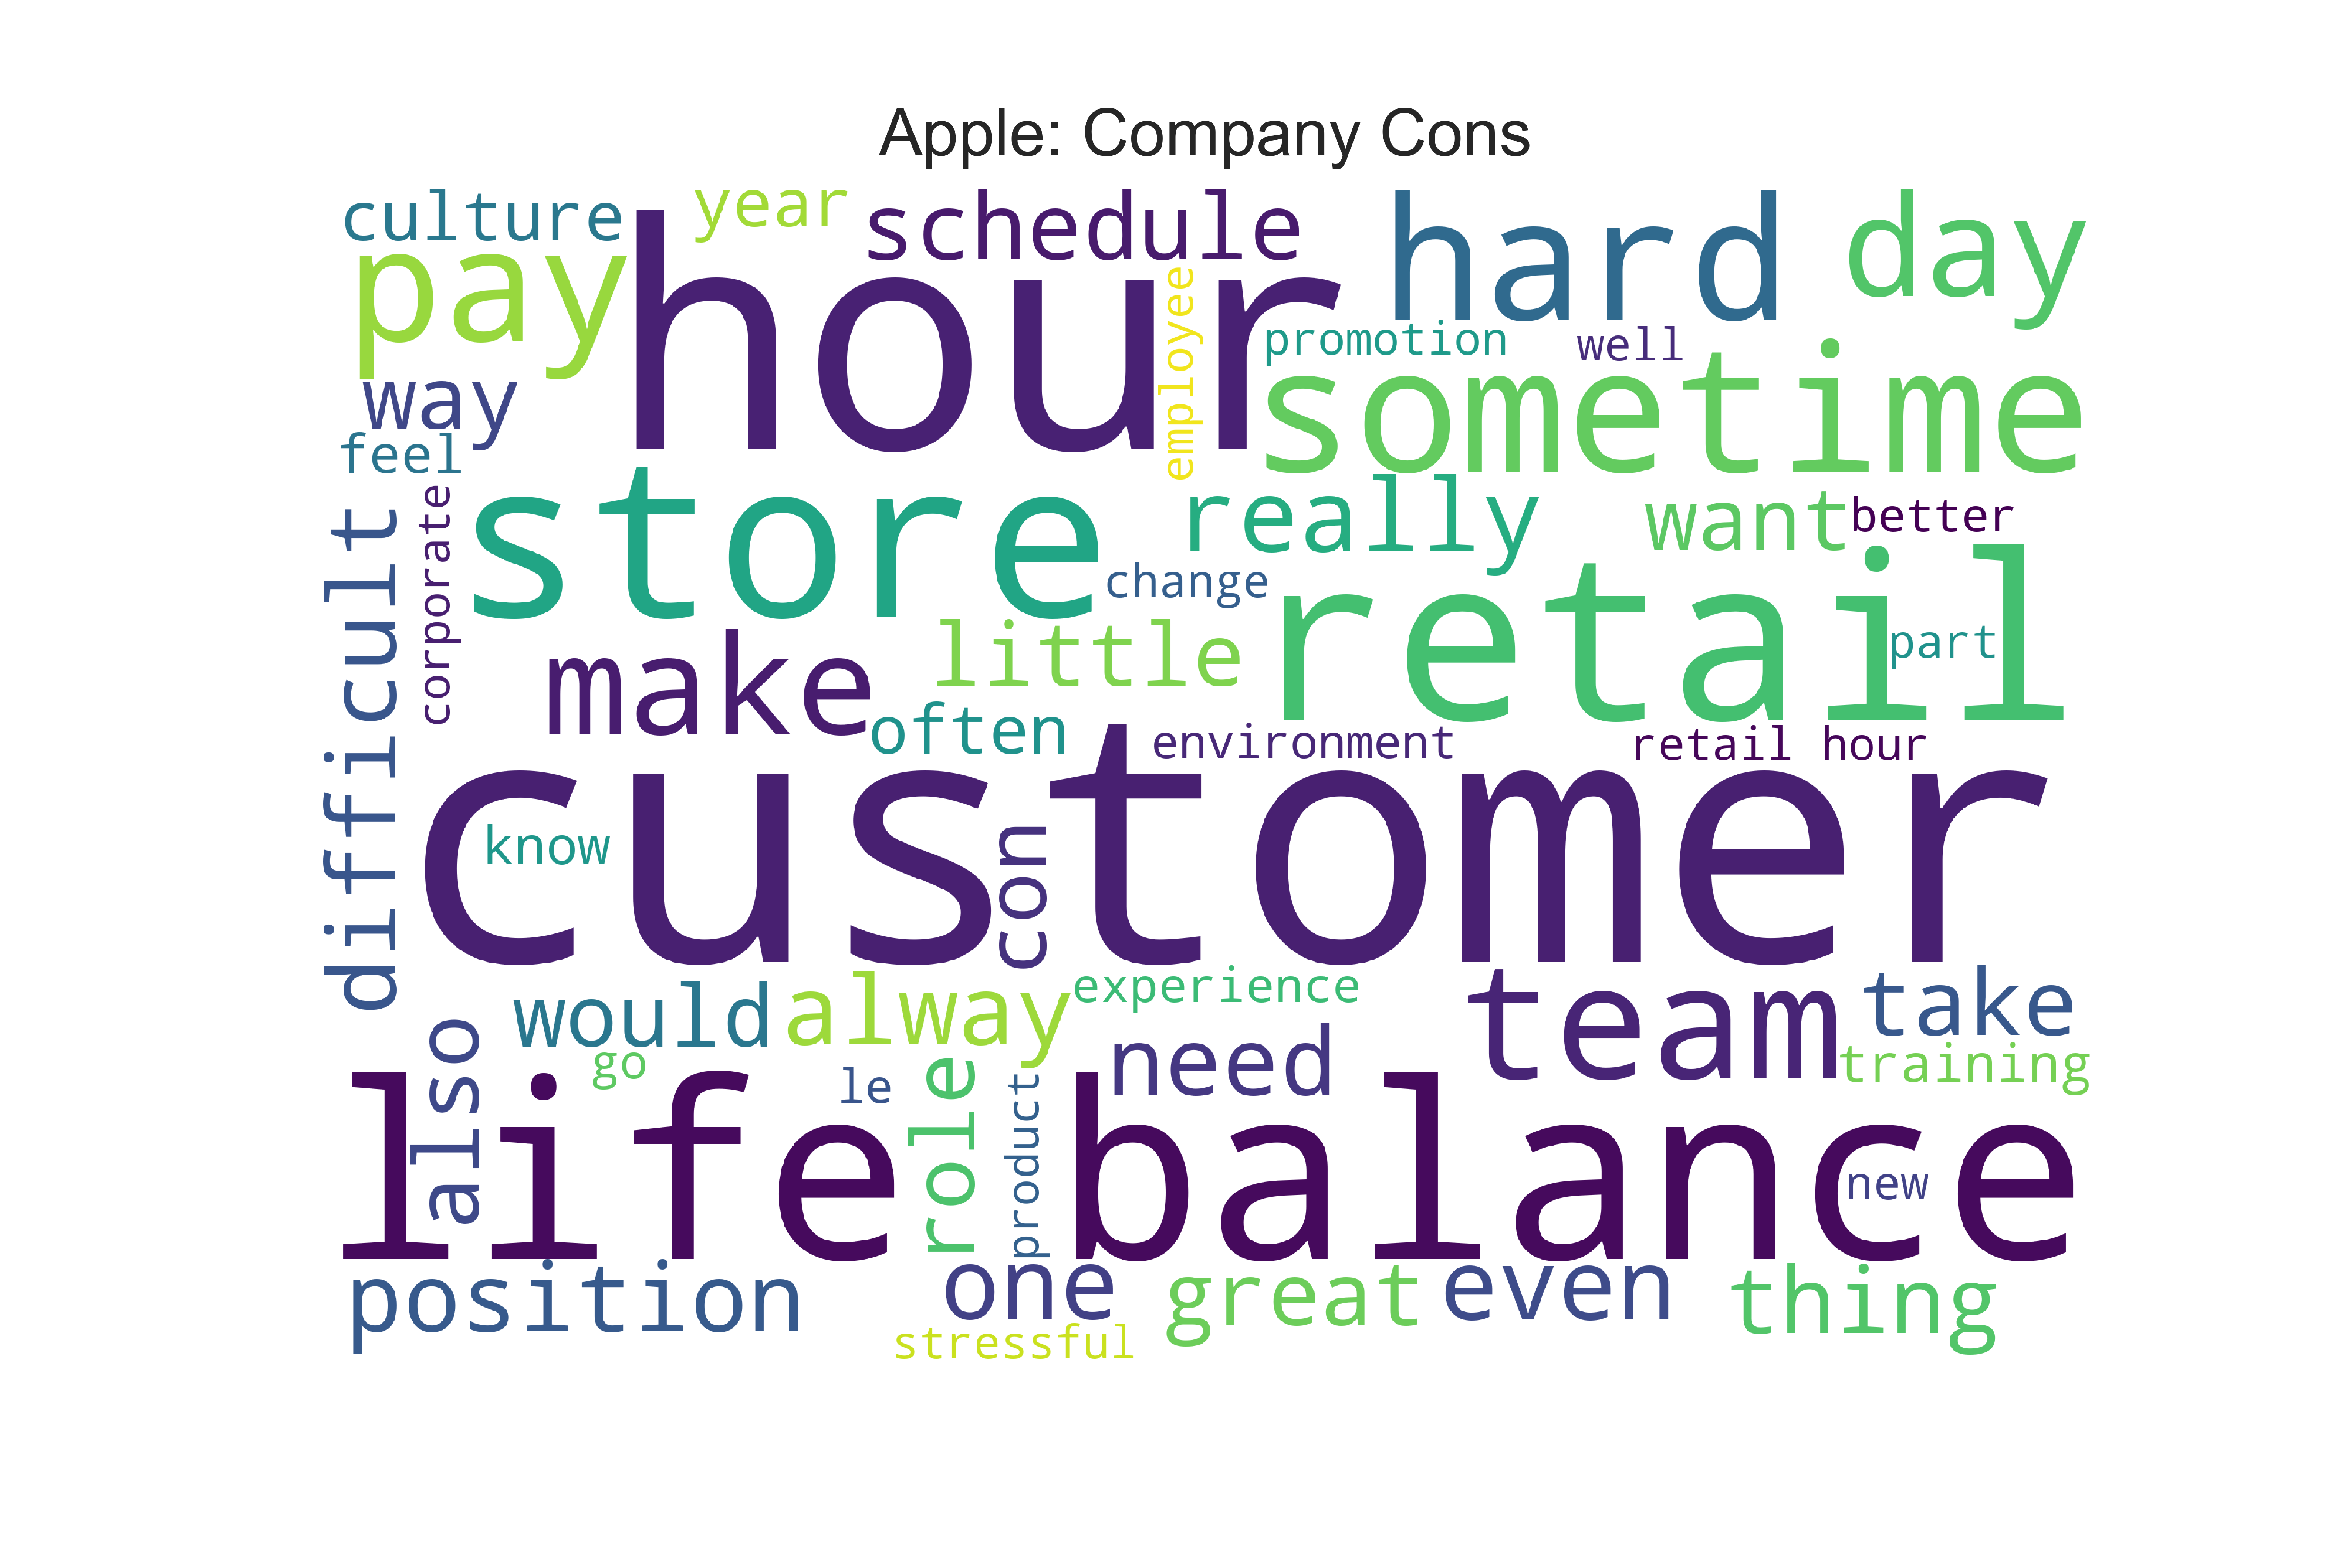 Apple: Company Cons
culture
year
schedule
hard
day
pay
hour
employee
promotion
well
way
sometime
feel
corporate
store
really
want
better
difficult
change
retail
make
little
part
often
environment
retail hour
customer
know
con
would
alway
experience
team
take
also
go
le
role
product
need
training
life
balance
new
position
one
great
even
thing
stressful